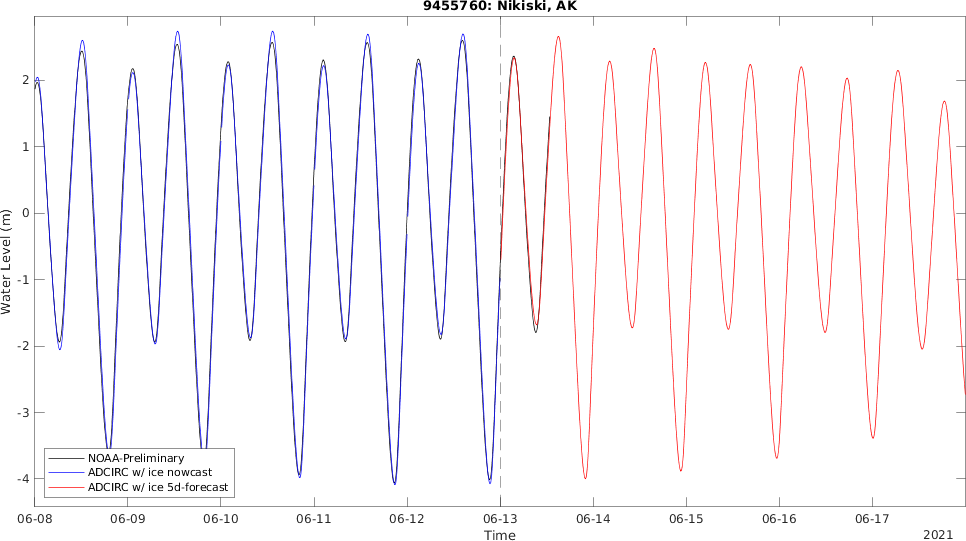 9455760: Nikiski, AK
Water Level (m)
2
1
0
-1
-2
-3
-4
NOAA-Preliminary
ADCIRC w/ ice nowcast
ADCIRC w/ ice 5d-forecast
06-08 06-09 06-10 06-11 06-12 06-13 06-14 06-15 06-16 06-17
Time
2021